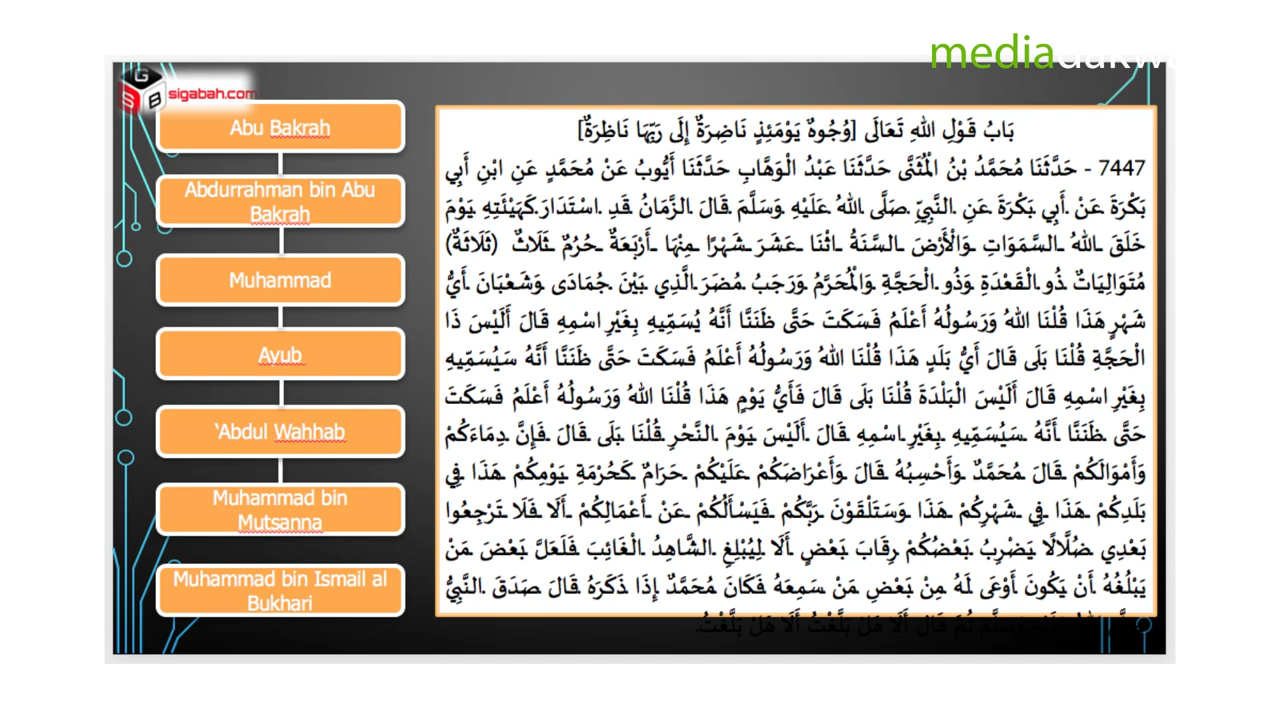 media
sigabah.com
Abu Bakrah
Abdurrahman bin Abu
Bakrah
Muhammad
Ayub
‘Abdul Wahhab
Muhammad bin
Mutsanna
Muhammad bin Ismail al
Bukhari
بَابُ قَوْلِ اللهِ تَعَالَى [وُجُوهٌ يَوْمَئِذٍ نَاضِرَةٌ إِلَى رَبِّهَا نَاظِرَةٌ]
7447 - حَدَّثَنَا مُحَمَّدُ بْنُ الْمُثَنَّى حَدَّثَنَا عَبْدُ الْوَهَّابِ حَدَّثَنَا أَيُّوبُ عَنْ مُحَمَّدٍ عَنِ ابْنِ أَبِي
بَكْرَةَ عَنْ أَبِي بَكْرَةَ عَنِ النَّبِيِّ صَلَّى اللهُ عَلَيْهِ وَسَلَّمَ قَالَ الزَّمَانُ قَدِ اسْتَدَارَ كَهَيْئَتِهِ يَوْمَ
خَلَقَ اللهُ السَّمَوَاتِ وَالْأَرْضَ السَّنَةُ اثْنَا عَشَرَ شَهْرًا مِنْهَا أَرْبَعَةٌ حُرُمٌ ثَلَاثٌ (ثَلَاثَةٌ)
مُتَوَالِيَاتٌ ذُو الْقَعْدَةِ وَذُو الْحَجَّةِ وَالْمُحَرَّمُ وَرَجَبُ مُضَرَ الَّذِي بَيْنَ جُمَادَى وَشَعْبَانَ أَيُّ
شَهْرٍ هَذَا قُلْنَا اللهُ وَرَسُولُهُ أَعْلَمُ فَسَكَتَ حَتَّى ظَنَنَّا أَنَّهُ يُسَمِّيهِ بِغَيْرِ اسْمِهِ قَالَ أَلَيْسَ ذَا
الْحَجَّةِ قُلْنَا بَلَى قَالَ أَيُّ بَلَدٍ هَذَا قُلْنَا اللهُ وَرَسُولُهُ أَعْلَمُ فَسَكَتَ حَتَّى ظَنَنَّا أَنَّهُ سَيُسَمِّيهِ
بِغَيْرِ اسْمِهِ قَالَ أَلَيْسَ الْبَلْدَةَ قُلْنَا بَلَى قَالَ فَأَيُّ يَوْمٍ هَذَا قُلْنَا اللهُ وَرَسُولُهُ أَعْلَمُ فَسَكَتَ
حَتَّى ظَنَنَّا أَنَّهُ سَيُسَمِّيهِ بِغَيْرِ اسْمِهِ قَالَ أَلَيْسَ يَوْمَ النَّحْرِ قُلْنَا بَلَى قَالَ فَإِنَّ دِمَاءَكُمْ
وَأَمْوَالَكُمْ قَالَ مُحَمَّدٌ وَأَحْسِبُهُ قَالَ وَأَعْرَاضَكُمْ عَلَيْكُمْ حَرَامٌ كَحُرْمَةِ يَوْمِكُمْ هَذَا فِي
بَلَدِكُمْ هَذَا فِي شَهْرِكُمْ هَذَا وَسَتَلْقَوْنَ رَبَّكُمْ فَيَسْأَلُكُمْ عَنْ أَعْمَالِكُمْ أَلَا فَلَا تَرْجِعُوا
بَعْدِي ضُلَّالًا يَضْرِبُ بَعْضُكُمْ رِقَابَ بَعْضٍ أَلَا لِيُبْلِغِ الشَّاهِدُ الْغَائِبَ فَلَعَلَّ بَعْضَ مَنْ
يَبْلُغُهُ أَنْ يَكُونَ أَوْعَى لَهُ مِنْ بَعْضِ مَنْ سَمِعَهُ فَكَانَ مُحَمَّدٌ إِذَا ذَكَرَهُ قَالَ صَدَقَ النَّبِيُّ
وَسَلَّمَ ثُمَّ قَالَ أَلَا هَلْ بَلَّغْتُ أَلَا هَلْ بَلَّغْتُ.